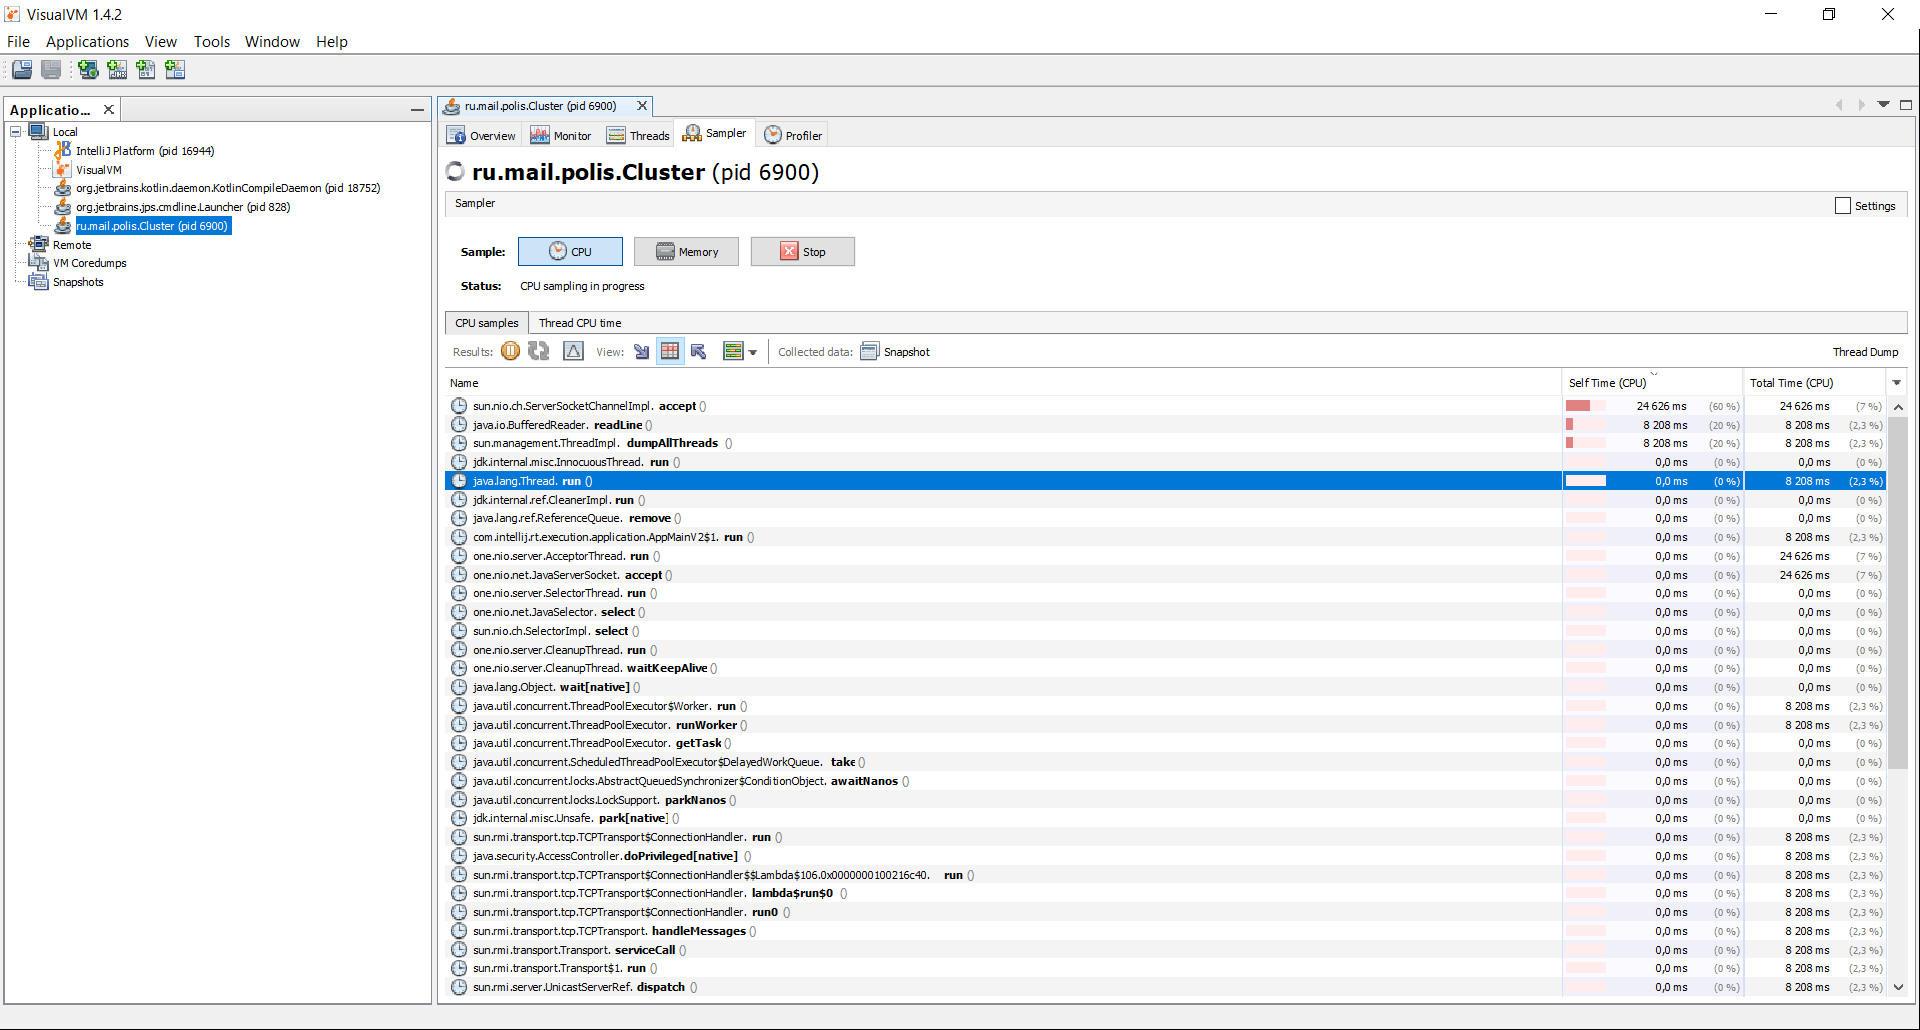 VisualVM 1.4.2
File Applications View Tools Window Help
Applicatio...
Local
IntelliJ Platform (pid 16944)
VisualVM
org.jetbrains.kotlin.daemon.KotlinCompileDaemon (pid 18752)
org.jetbrains.jps.cmdline.Launcher (pid 828)
ru.mail.polis.Cluster (pid 6900)
Remote
VM Coredumps
Snapshots
ru.mail.polis.Cluster (pid 6900)
Overview Monitor Threads Sampler Profiler
ru.mail.polis.Cluster (pid 6900)
Sampler Settings
Sample: CPU Memory Stop
Status: CPU sampling in progress
CPU samples Thread CPU time
Results: View: Collected data: Snapshot Thread Dump
Name Self Time (CPU) Total Time (CPU)
sun.nio.ch.ServerSocketChannelImpl.accept () 24 626 ms (60 %) 24 626 ms (7 %)
java.io.BufferedReader.readLine () 8 208 ms (20 %) 8 208 ms (2,3 %)
sun.management.ThreadImpl.dumpAllThreads () 8 208 ms (20 %) 8 208 ms (2,3 %)
jdk.internal.misc.InnocuousThread.run () 0,0 ms (0 %) 0,0 ms (0 %)
java.lang.Thread.run () 0,0 ms (0 %) 8 208 ms (2,3 %)
jdk.internal.ref.CleanerImpl.run () 0,0 ms (0 %) 0,0 ms (0 %)
java.lang.ref.ReferenceQueue.remove () 0,0 ms (0 %) 0,0 ms (0 %)
com.intellij.rt.execution.application.AppMainV2$1.run () 0,0 ms (0 %) 8 208 ms (2,3 %)
one.nio.server.AcceptorThread.run () 0,0 ms (0 %) 24 626 ms (7 %)
one.nio.net.JavaServerSocket.accept () 0,0 ms (0 %) 24 626 ms (7 %)
one.nio.server.SelectorThread.run () 0,0 ms (0 %) 0,0 ms (0 %)
one.nio.net.JavaSelector.select () 0,0 ms (0 %) 0,0 ms (0 %)
sun.nio.ch.SelectorImpl.select () 0,0 ms (0 %) 0,0 ms (0 %)
one.nio.server.CleanupThread.run () 0,0 ms (0 %) 0,0 ms (0 %)
one.nio.server.CleanupThread.waitKeepAlive () 0,0 ms (0 %) 0,0 ms (0 %)
java.lang.Object.wait[native] () 0,0 ms (0 %) 0,0 ms (0 %)
java.util.concurrent.ThreadPoolExecutor$Worker.run () 0,0 ms (0 %) 8 208 ms (2,3 %)
java.util.concurrent.ThreadPoolExecutor.runWorker () 0,0 ms (0 %) 8 208 ms (2,3 %)
java.util.concurrent.ThreadPoolExecutor.getTask () 0,0 ms (0 %) 0,0 ms (0 %)
java.util.concurrent.ScheduledThreadPoolExecutor$DelayedWorkQueue.take () 0,0 ms (0 %) 0,0 ms (0 %)
java.util.concurrent.locks.AbstractQueuedSynchronizer$ConditionObject.awaitNanos () 0,0 ms (0 %) 0,0 ms (0 %)
java.util.concurrent.locks.LockSupport.parkNanos () 0,0 ms (0 %) 0,0 ms (0 %)
jdk.internal.misc.Unsafe.park[native] () 0,0 ms (0 %) 0,0 ms (0 %)
sun.rmi.transport.tcp.TCPTransport$ConnectionHandler.run () 0,0 ms (0 %) 8 208 ms (2,3 %)
java.security.AccessController.doPrivileged[native] () 0,0 ms (0 %) 8 208 ms (2,3 %)
sun.rmi.transport.tcp.TCPTransport$ConnectionHandler$$Lambda$106.0x0000000100216c40.run () 0,0 ms (0 %) 8 208 ms (2,3 %)
sun.rmi.transport.tcp.TCPTransport$ConnectionHandler.lambda$run$0 () 0,0 ms (0 %) 8 208 ms (2,3 %)
sun.rmi.transport.tcp.TCPTransport$ConnectionHandler.run0 () 0,0 ms (0 %) 8 208 ms (2,3 %)
sun.rmi.transport.tcp.TCPTransport.handleMessages () 0,0 ms (0 %) 8 208 ms (2,3 %)
sun.rmi.transport.Transport.serviceCall () 0,0 ms (0 %) 8 208 ms (2,3 %)
sun.rmi.transport.Transport$1.run () 0,0 ms (0 %) 8 208 ms (2,3 %)
sun.rmi.server.UnicastServerRef.dispatch () 0,0 ms (0 %) 8 208 ms (2,3 %)